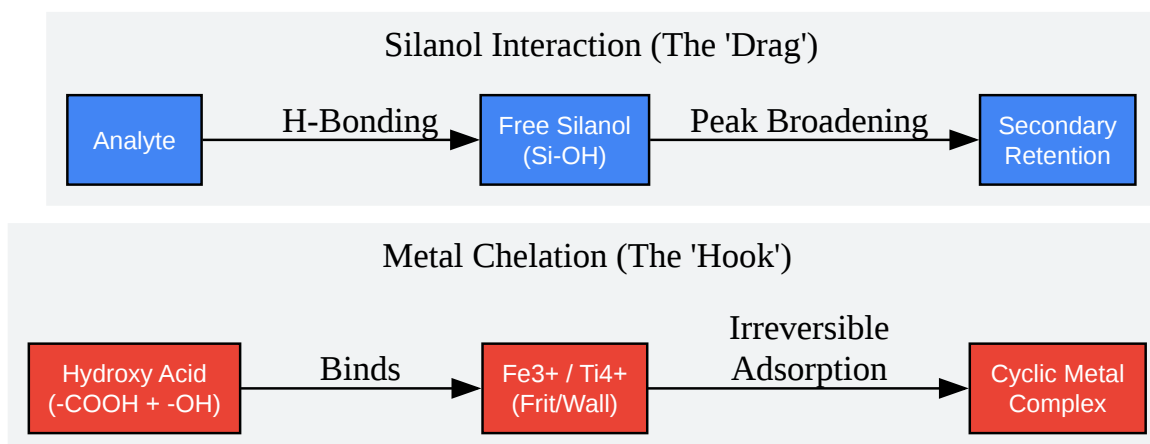 Silanol Interaction (The 'Drag')
Analyte
H-Bonding
Free Silanol
(Si-OH)
Peak Broadening
Secondary
Retention
Metal Chelation (The 'Hook')
Hydroxy Acid
(-COOH + -OH)
Binds
Fe3+ / Ti4+
(Frit/Wall)
Irreversible
Adsorption
Cyclic Metal
Complex